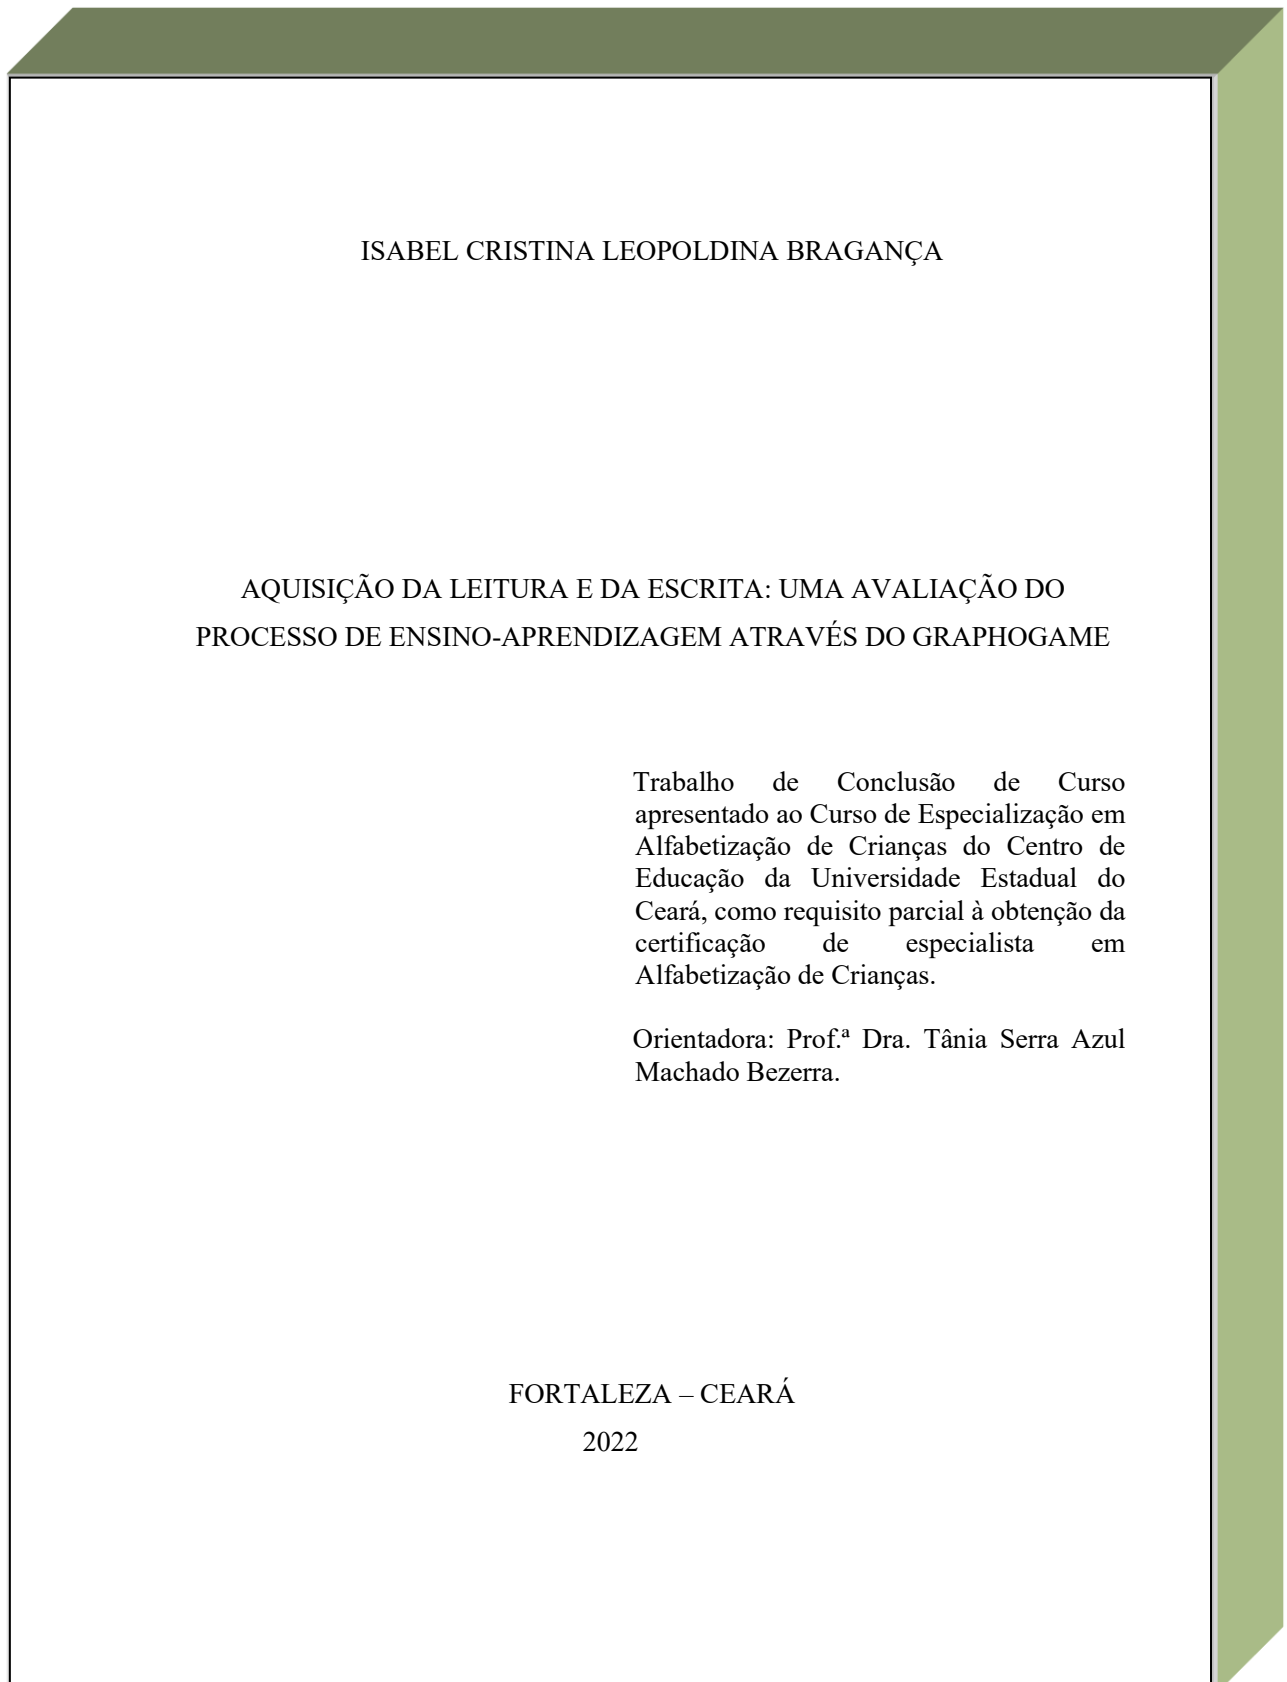 ISABEL CRISTINA LEOPOLDINA BRAGANÇA
AQUISIÇÃO DA LEITURA E DA ESCRITA: UMA AVALIAÇÃO DO
PROCESSO DE ENSINO-APRENDIZAGEM ATRAVÉS DO GRAPHOGAME
Trabalho de Conclusão de Curso
apresentado ao Curso de Especialização em
Alfabetização de Crianças do Centro de
Educação da Universidade Estadual do
Ceará, como requisito parcial à obtenção da
certificação de especialista em
Alfabetização de Crianças.
Orientadora: Prof.ª Dra. Tânia Serra Azul
Machado Bezerra.
FORTALEZA – CEARÁ
2022